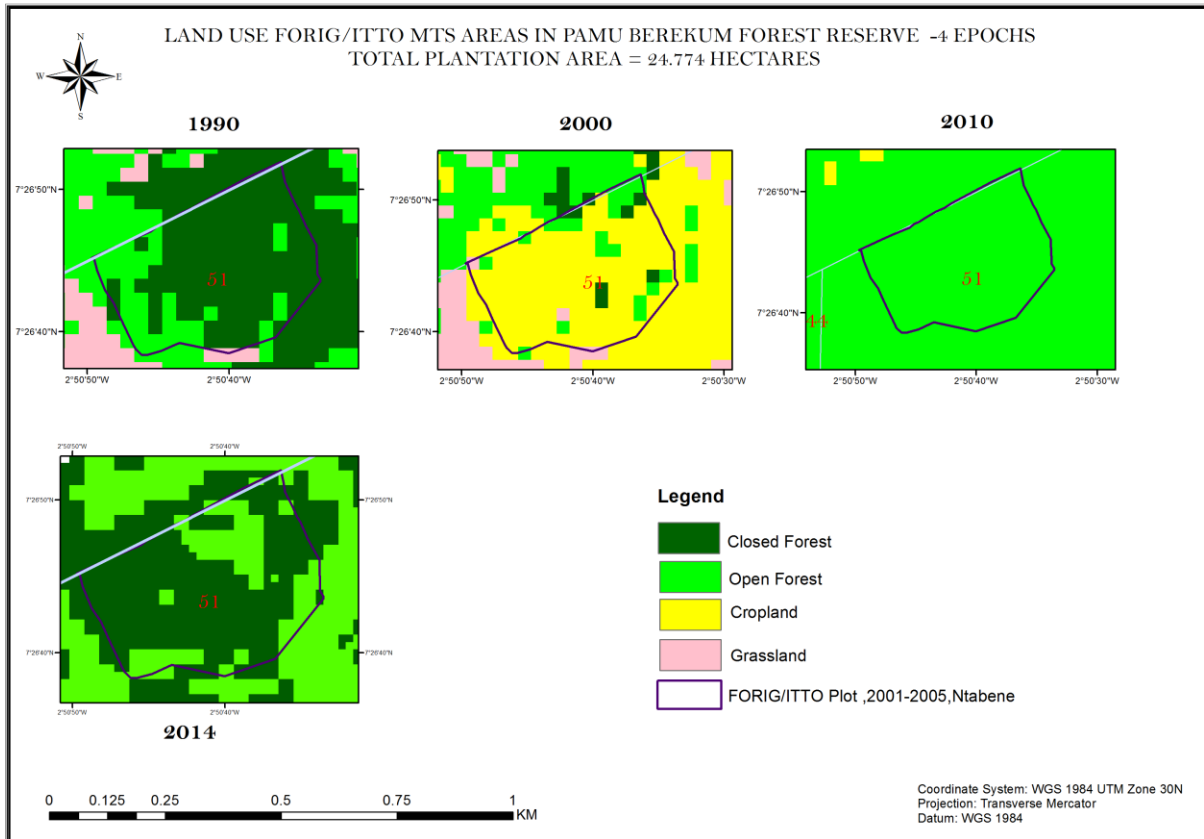 LAND USE FORIG/ITTO MTS AREAS IN PAMU BEREKUM FOREST RESERVE -4 EPOCHS
TOTAL PLANTATION AREA = 24.774 HECTARES
N
W
E
S
1990
7°26'50"N
7°26'40"N
51
2°50'50"W
2°50'40"W
2000
7°26'50"N
7°26'40"N
51
2°50'50"W
2°50'40"W
2°50'30"W
2010
7°26'50"N
7°26'40"N
51
44
2°50'50"W
2°50'40"W
2°50'30"W
2°50'50"W
2°50'40"W
7°26'50"N
7°26'50"N
51
7°26'40"N
7°26'40"N
2°50'50"W
2°50'40"W
2014
Legend
Closed Forest
Open Forest
Cropland
Grassland
FORIG/ITTO Plot ,2001-2005,Ntabene
0
0.125
0.25
0.5
0.75
1
KM
Coordinate System: WGS 1984 UTM Zone 30N
Projection: Transverse Mercator
Datum: WGS 1984